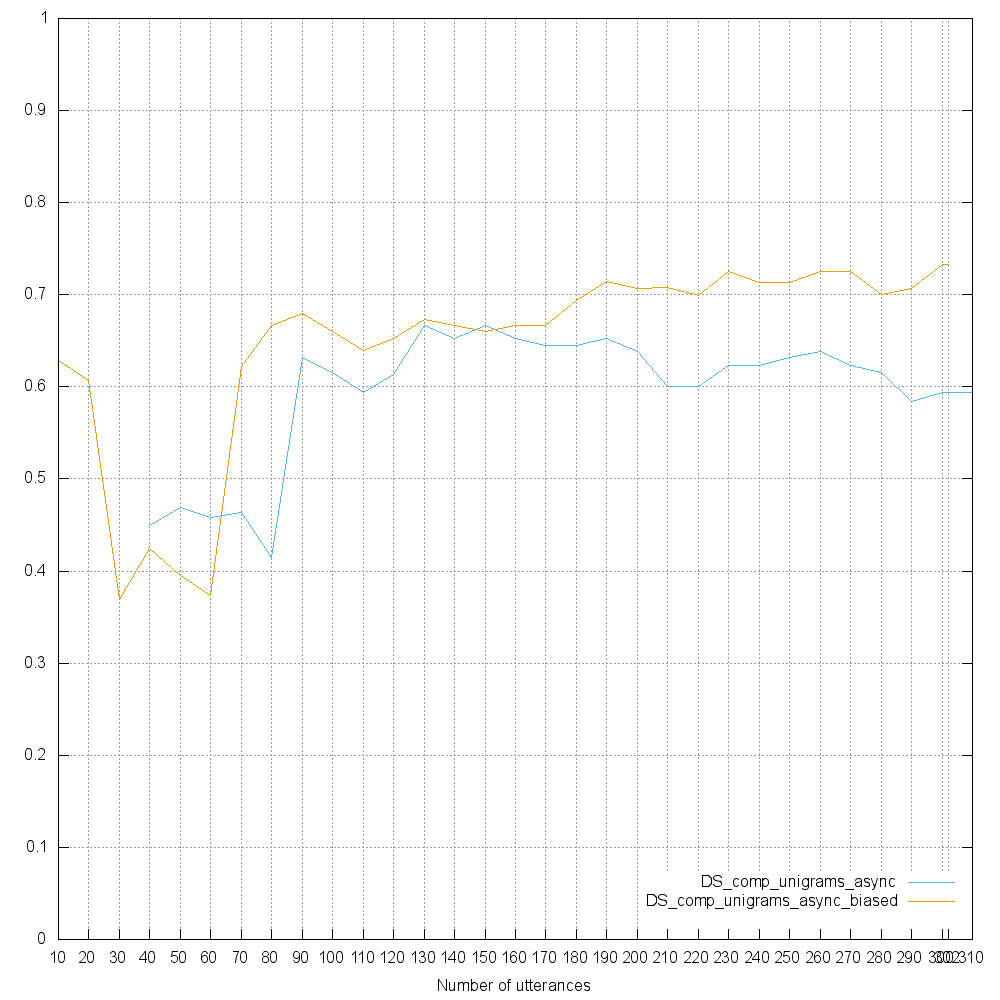 1
0.9
0.8
0.7
0.6
0.5
0.4
0.3
0.2
0.1
0
DS_comp_unigrams_async
DS_comp_unigrams_async_biased
10 20 30 40 50 60 70 80 90 100 110 120 130 140 150 160 170 180 190 200 210 220 230 240 250 260 270 280 290 300 302 310
Number of utterances